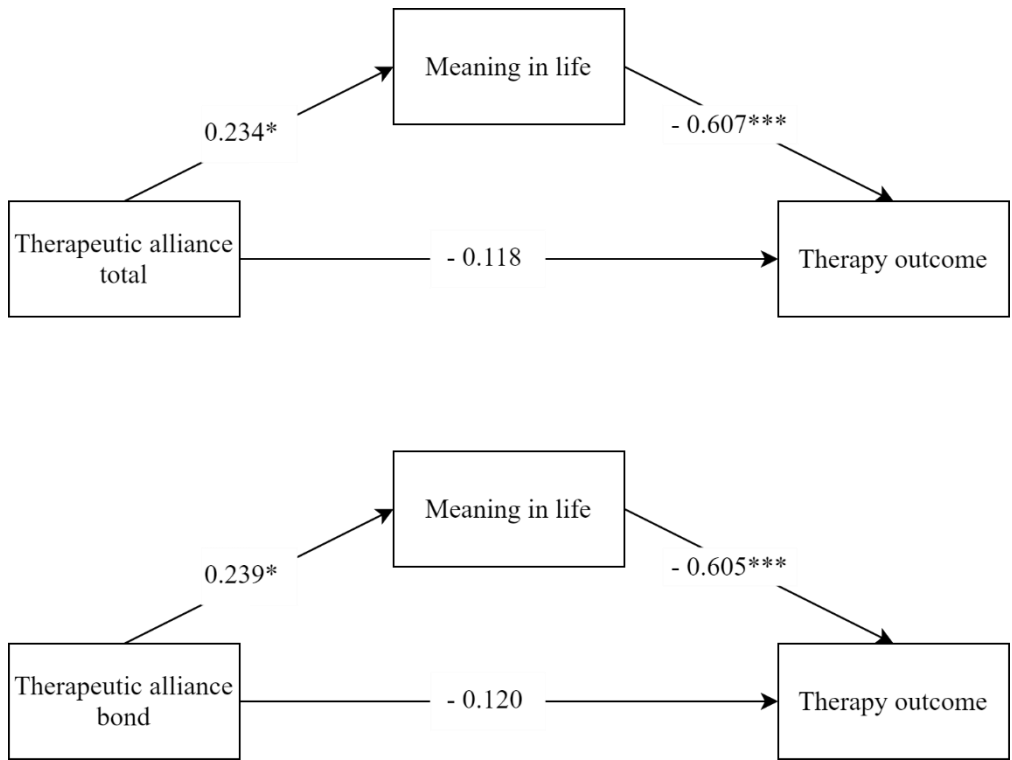 Meaning in life
0.234*
- 0.607***
Therapeutic alliance
total
- 0.118
Therapy outcome
Meaning in life
0.239*
- 0.605***
Therapeutic alliance
bond
- 0.120
Therapy outcome